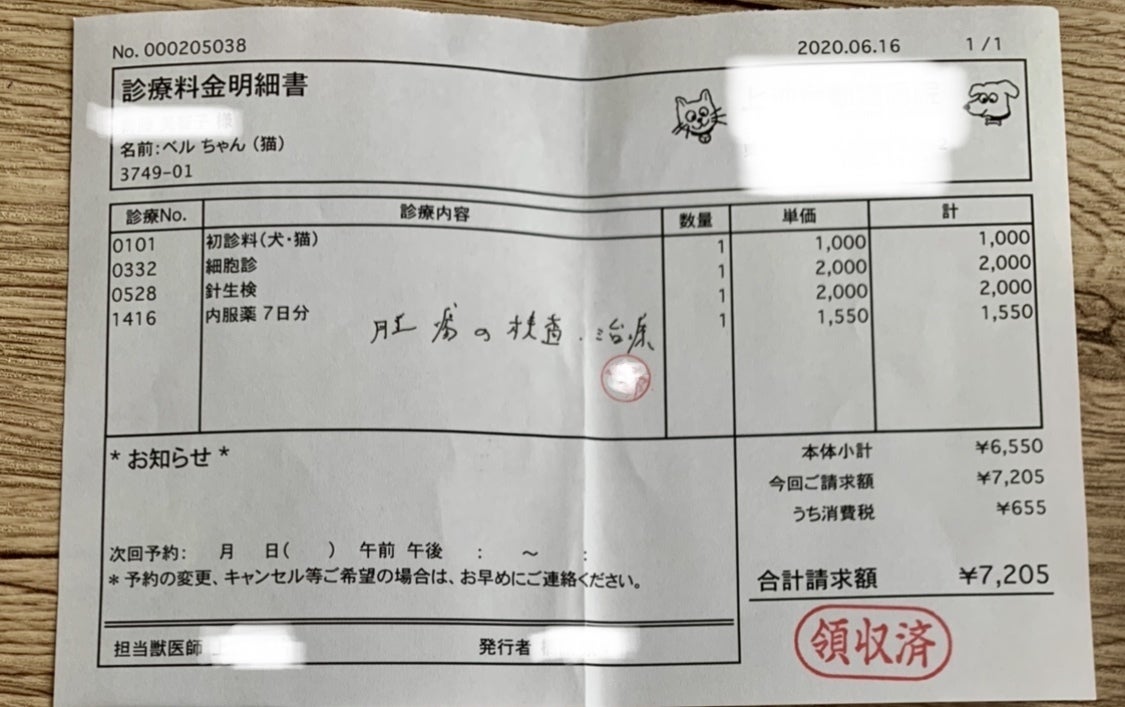 No. 000205038
2020.06.16 1/1
診療料金明細書
様
名前:ベル ちゃん (猫)
3749-01
診療No. 診療内容 数量 単価 計
0101 初診料(犬・猫) 1 1,000 1,000
0332 細胞診 1 2,000 2,000
0528 針生検 1 2,000 2,000
1416 内服薬 7日分 1 1,550 1,550
腫瘍の検査・治療
* お知らせ *
本体小計 ¥6,550
今回ご請求額 ¥7,205
うち消費税 ¥655
次回予約: 月 日( ) 午前 午後 : ～ :
*予約の変更、キャンセル等ご希望の場合は、お早めにご連絡ください。
合計請求額 ¥7,205
担当獣医師 発行者
領収済